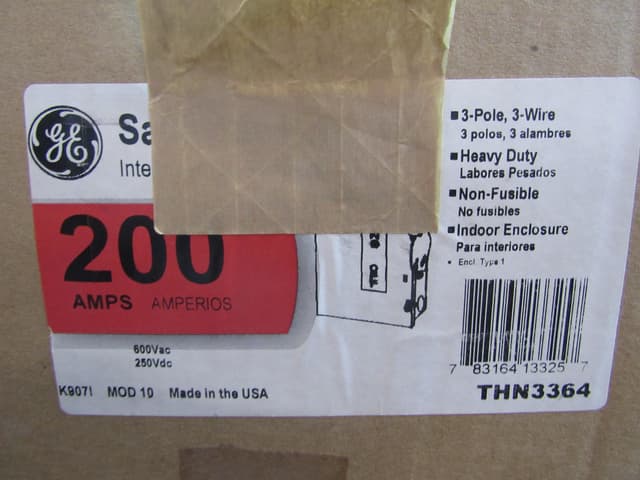 GE
Sa
Inte
200
AMPS AMPERIOS
600Vac
250Vdc
MOD 10 Made in the USA
■ 3-Pole, 3-Wire
3 polos, 3 alambres
■ Heavy Duty
Labores Pesados
■ Non-Fusible
No fusibles
■ Indoor Enclosure
Para interiores
• Encl. Type 1
7 83164 13325 7
THN3364